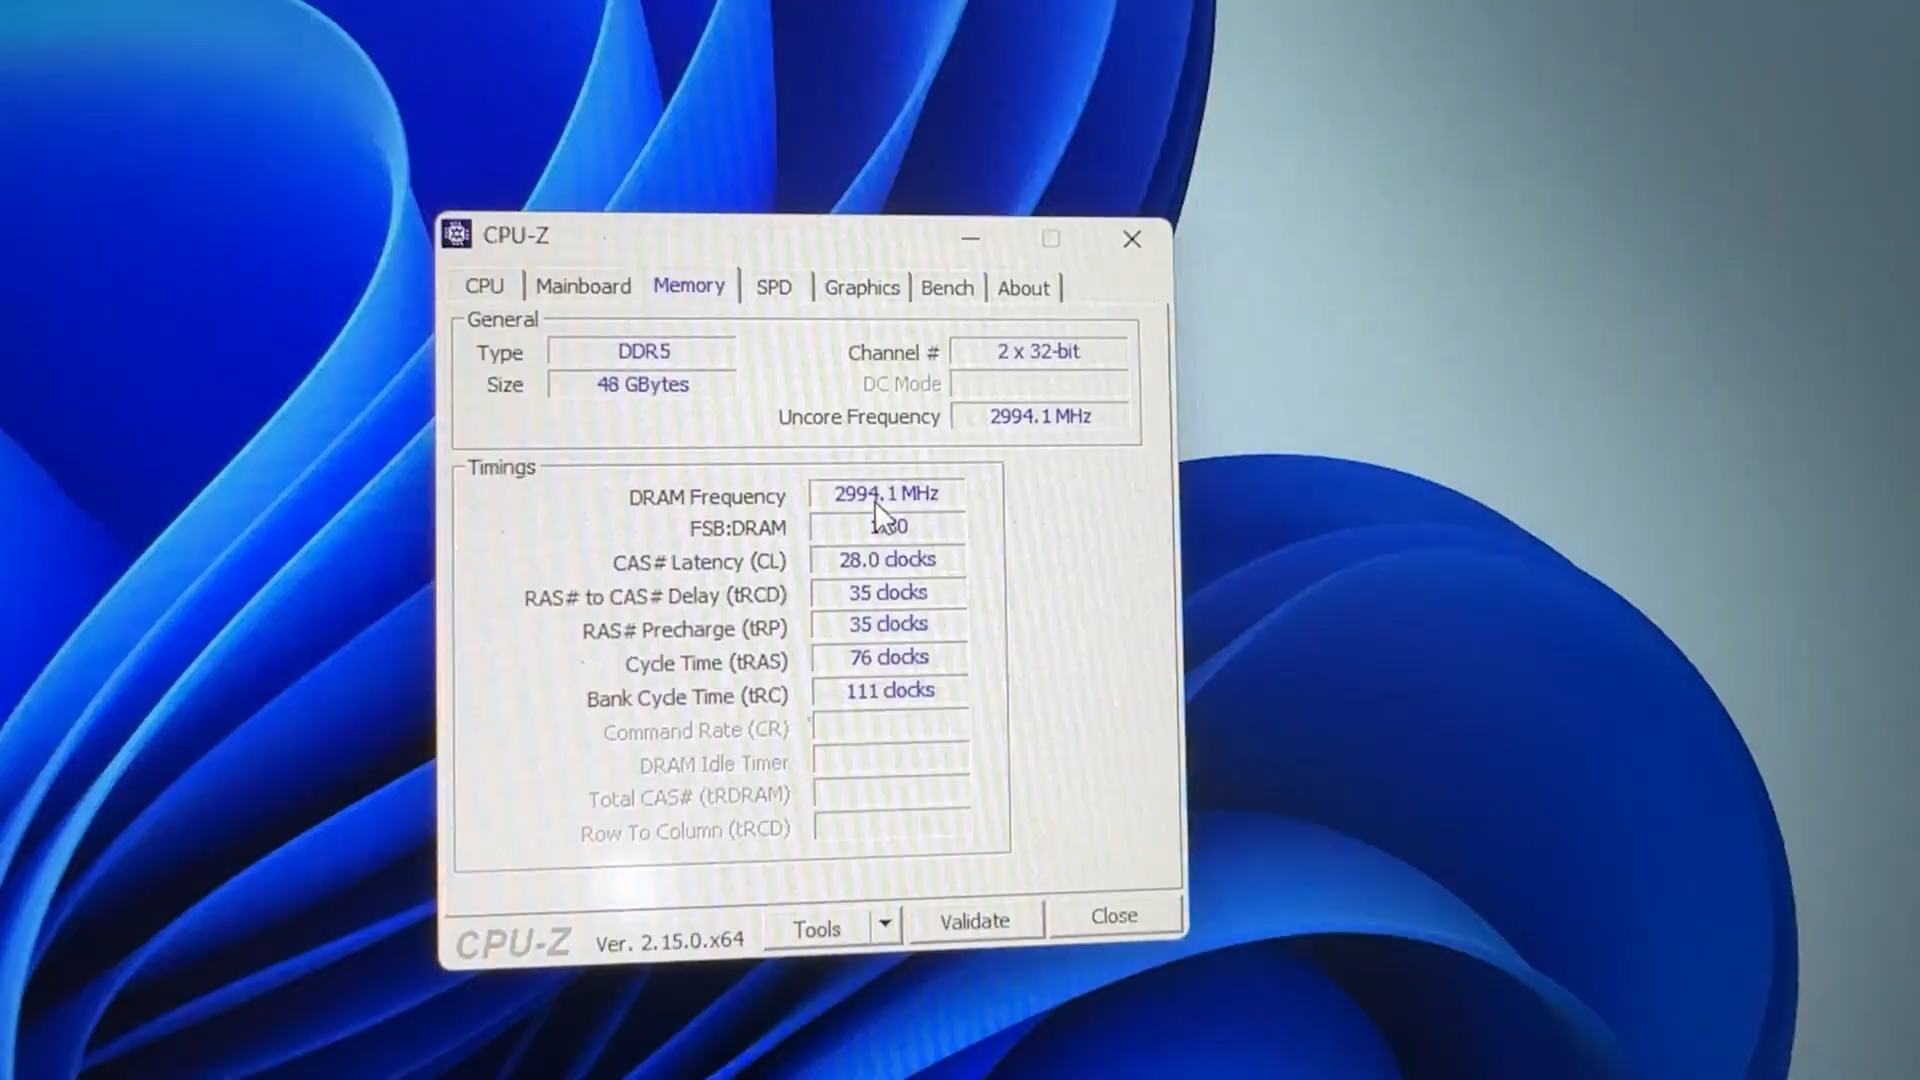 CPU-Z
CPU Mainboard Memory SPD Graphics Bench About
General
Type DDR5 Channel # 2 x 32-bit
Size 48 GBytes DC Mode
Uncore Frequency 2994.1 MHz
Timings
DRAM Frequency 2994.1 MHz
FSB:DRAM
CAS# Latency (CL) 28.0 clocks
RAS# to CAS# Delay (tRCD) 35 clocks
RAS# Precharge (tRP) 35 clocks
Cycle Time (tRAS) 76 clocks
Bank Cycle Time (tRC) 111 clocks
Command Rate (CR)
DRAM Idle Timer
Total CAS# (tRDRAM)
Row To Column (tRCD)
CPU-Z Ver. 2.15.0.x64 Tools Validate Close